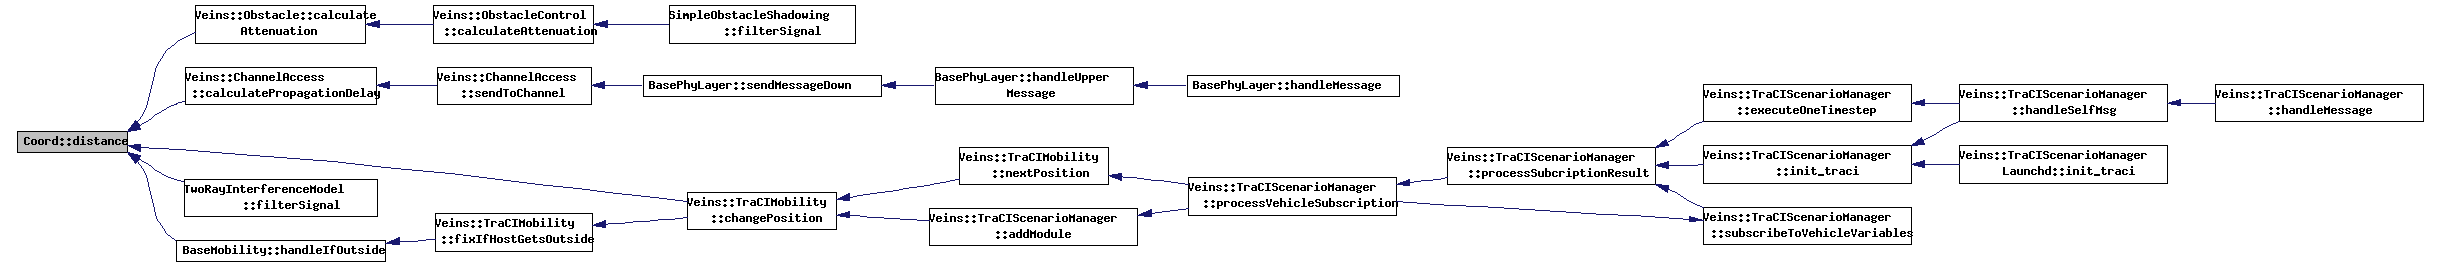 Coord::distance
Veins::Obstacle::calculate
Attenuation
Veins::ObstacleControl
::calculateAttenuation
SimpleObstacleShadowing
::filterSignal
Veins::ChannelAccess
::calculatePropagationDelay
Veins::ChannelAccess
::sendToChannel
BasePhyLayer::sendMessageDown
BasePhyLayer::handleUpper
Message
BasePhyLayer::handleMessage
Veins::TraCIMobility
::changePosition
Veins::TraCIMobility
::nextPosition
Veins::TraCIScenarioManager
::processVehicleSubscription
Veins::TraCIScenarioManager
::processSubcriptionResult
Veins::TraCIScenarioManager
::executeOneTimestep
Veins::TraCIScenarioManager
::handleSelfMsg
Veins::TraCIScenarioManager
::handleMessage
Veins::TraCIScenarioManager
::init_traci
Veins::TraCIScenarioManager
Launchd::init_traci
Veins::TraCIScenarioManager
::subscribeToVehicleVariables
Veins::TraCIScenarioManager
::addModule
TwoRayInterferenceModel
::filterSignal
BaseMobility::handleIfOutside
Veins::TraCIMobility
::fixIfHostGetsOutside